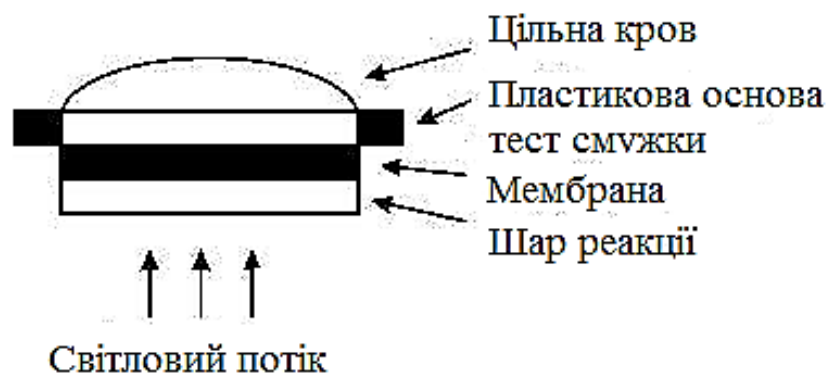 Цільна кров
Пластикова основа
тест смужки
Мембрана
Шар реакції
Світловий потік